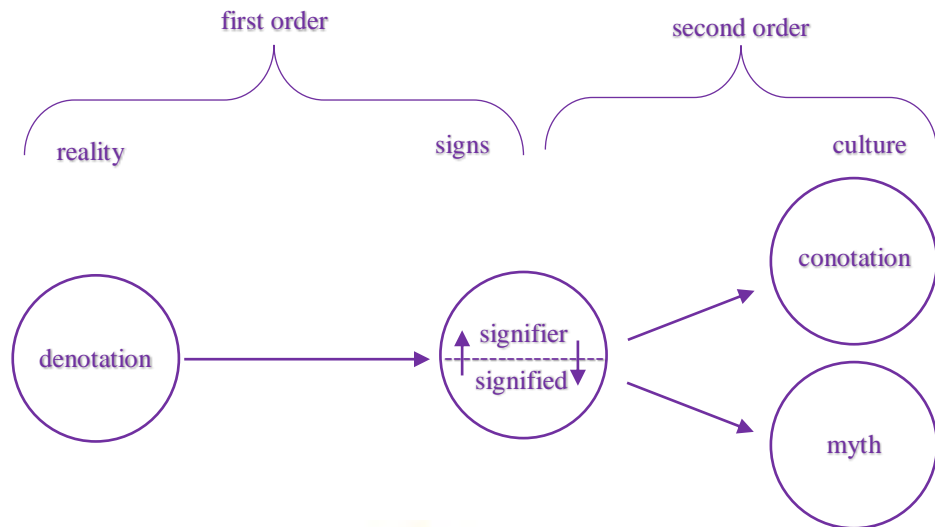 first order
second order
reality
signs
culture
conotation
denotation
signifier
signified
myth